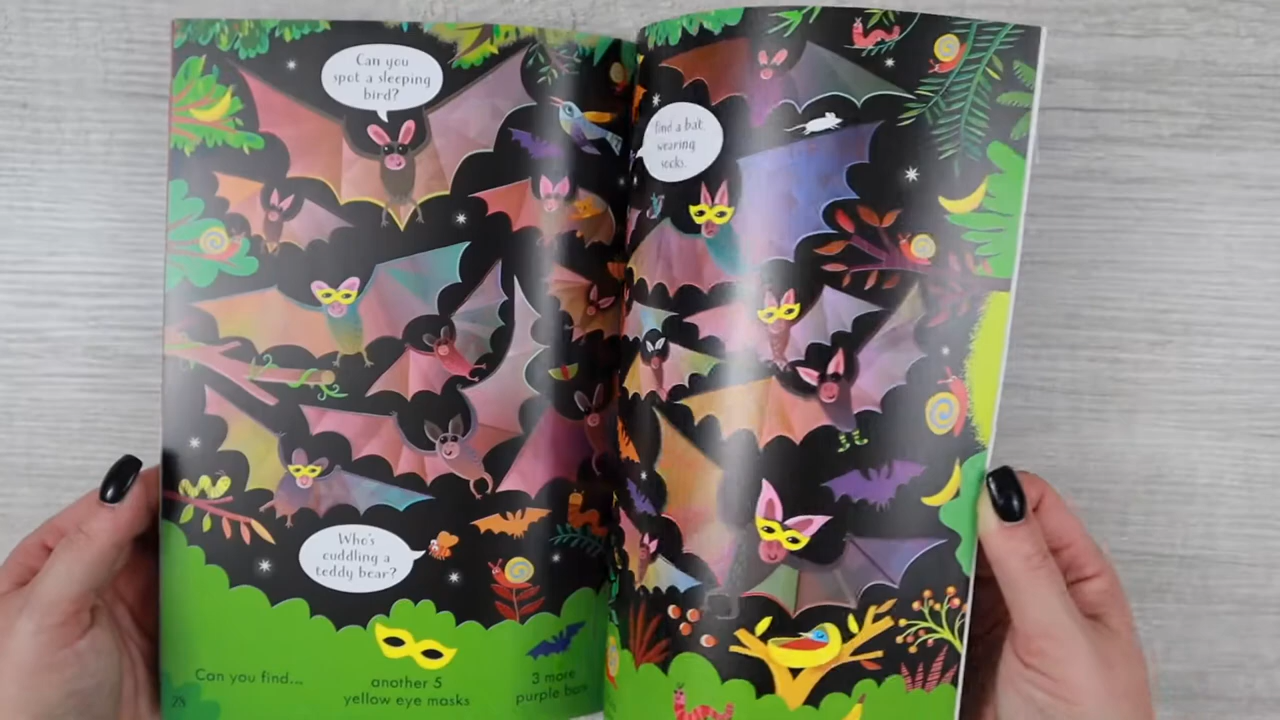 Can you
spot a sleeping
bird?
Find a bat
wearing
socks.
Who's
cuddling a
teddy bear?
Can you find...
another 5
yellow eye masks
3 more
purple bats
28